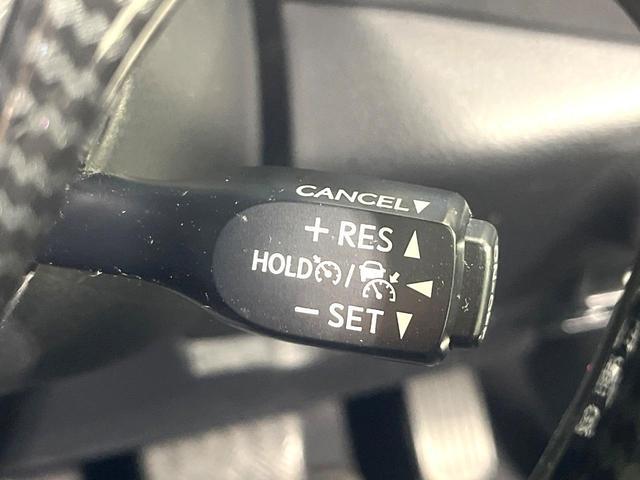 CANCEL▼
+ RES ▲
HOLD / ◀
− SET ▼